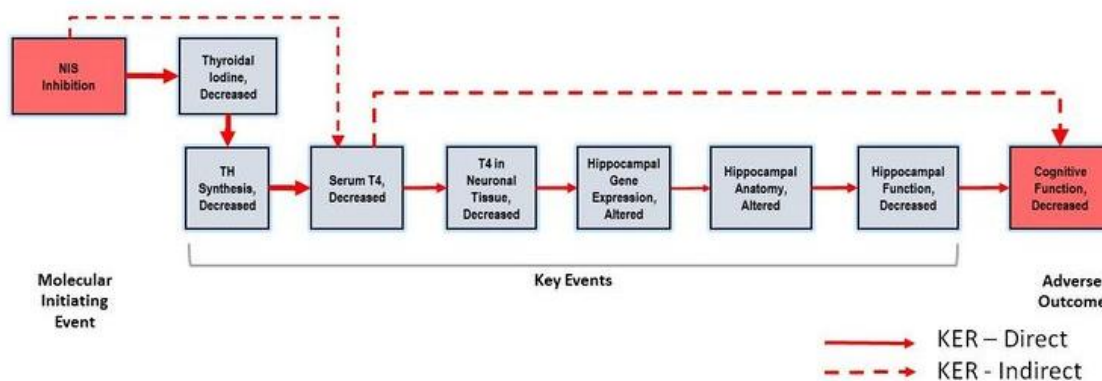 NIS
Inhibition
Thyroidal
Iodine,
Decreased
TH
Synthesis,
Decreased
Serum T4,
Decreased
T4 in
Neuronal
Tissue,
Decreased
Hippocampal
Gene
Expression,
Altered
Hippocampal
Anatomy,
Altered
Hippocampal
Function,
Decreased
Cognitive
Function,
Decreased
Molecular
Initiating
Event
Key Events
Adverse
Outcome
KER – Direct
KER - Indirect